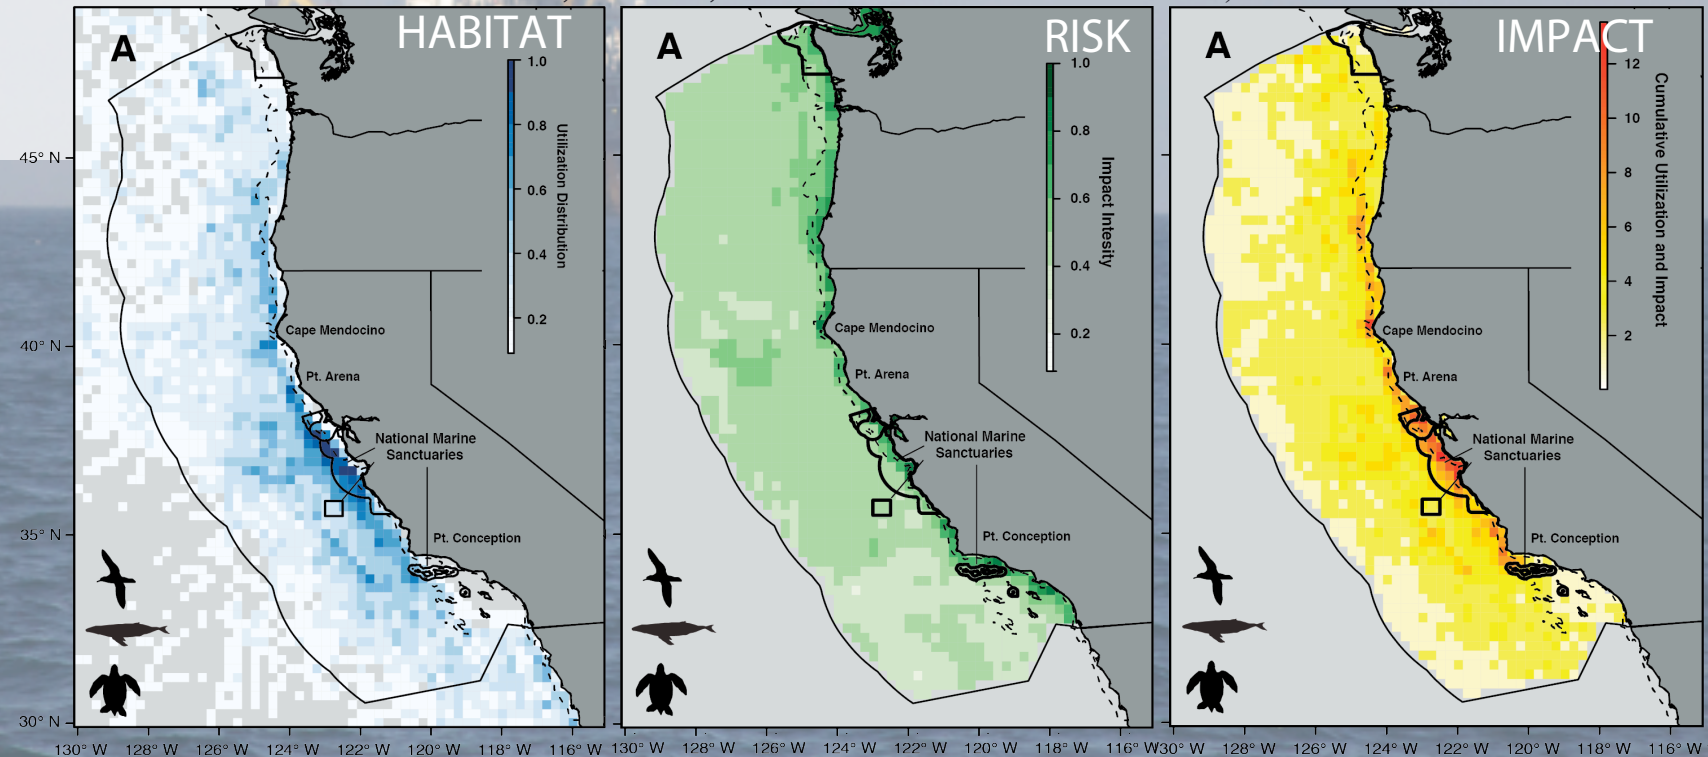 A
HABITAT
1.0
0.8
0.6
0.4
0.2
Utilization Distribution
Cape Mendocino
Pt. Arena
National Marine
Sanctuaries
Pt. Conception
45° N
40° N
35° N
30° N
130° W 128° W 126° W 124° W 122° W 120° W 118° W 116° W
A
RISK
1.0
0.8
0.6
0.4
0.2
Impact Intesity
Cape Mendocino
Pt. Arena
National Marine
Sanctuaries
Pt. Conception
130° W 128° W 126° W 124° W 122° W 120° W 118° W 116° W
A
IMPACT
12
10
8
6
4
2
Cumulative Utilization and Impact
Cape Mendocino
Pt. Arena
National Marine
Sanctuaries
Pt. Conception
130° W 128° W 126° W 124° W 122° W 120° W 118° W 116° W